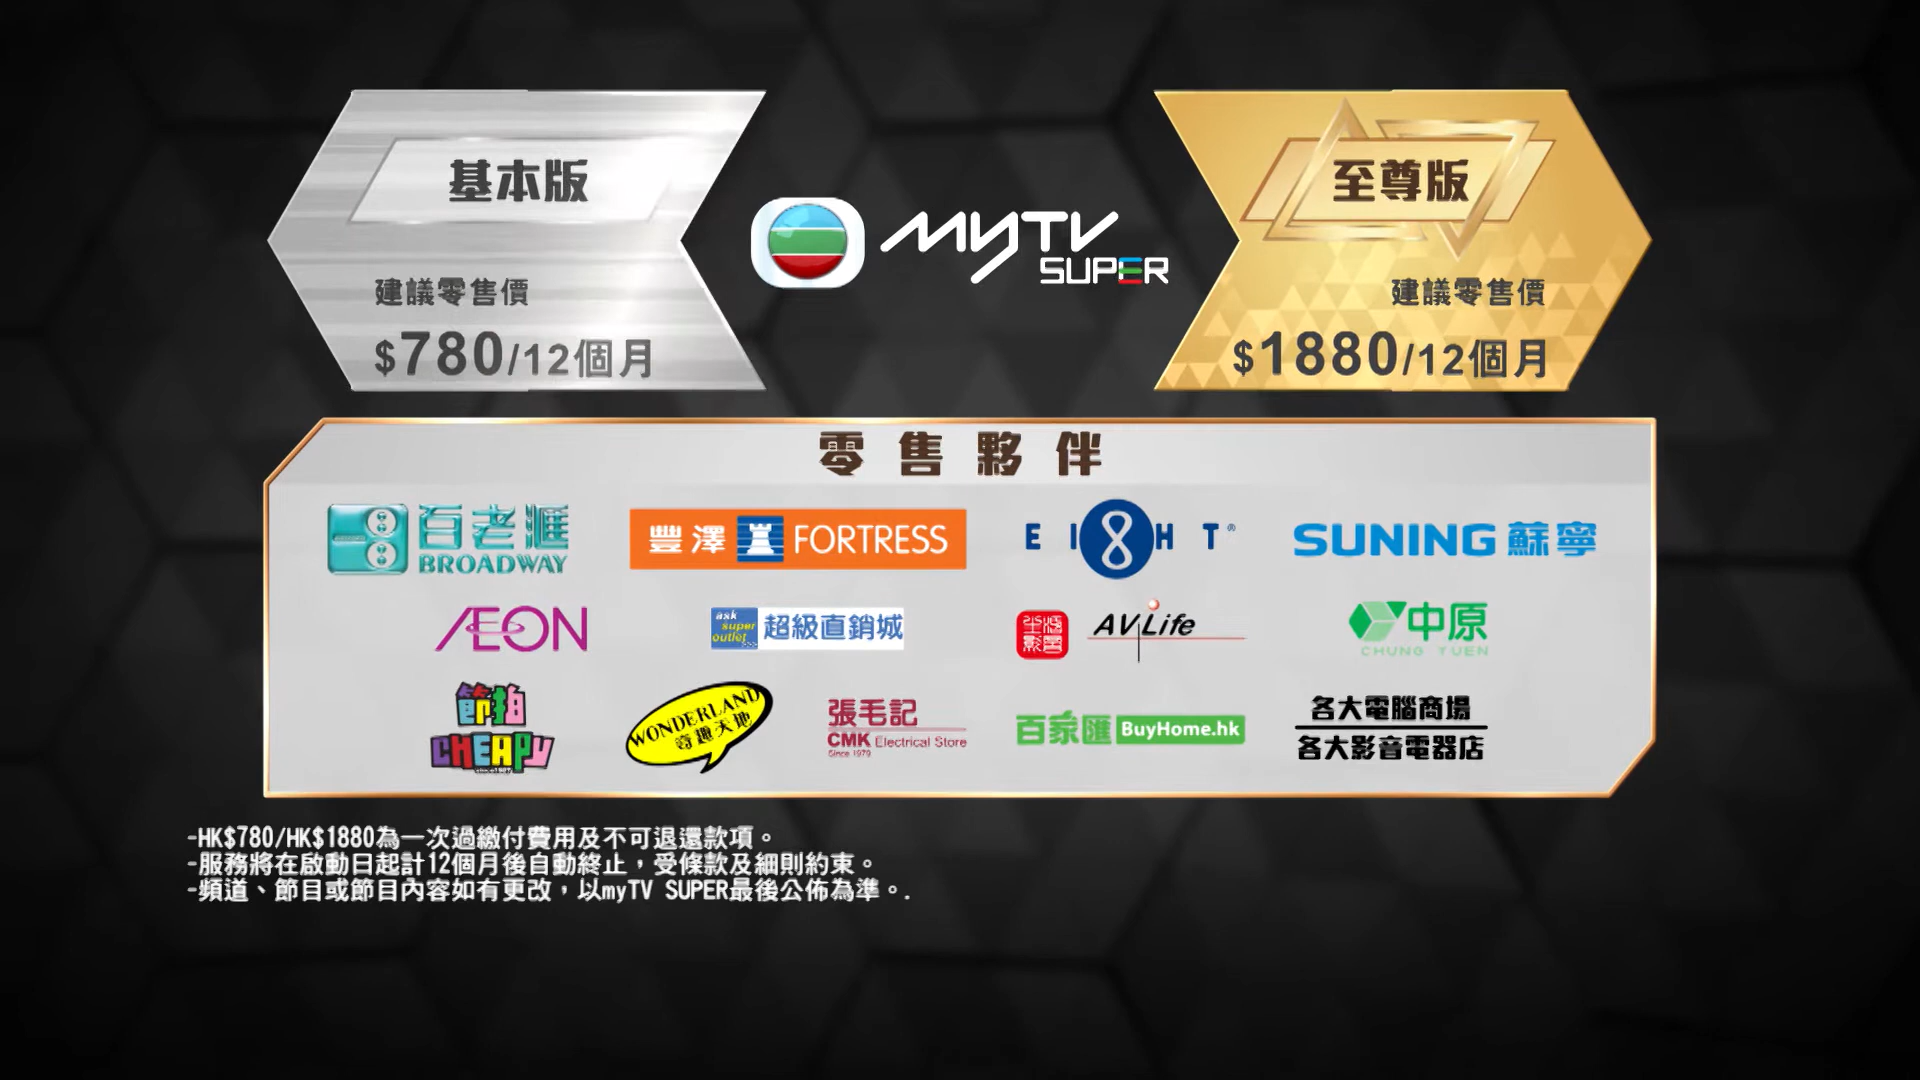 基本版
建議零售價
$780/12個月
myTV
SUPER
至尊版
建議零售價
$1880/12個月
零售夥伴
百老滙
BROADWAY
豐澤 FORTRESS
EIGHT®
SUNING 蘇寧
ÆON
ask
super
outlet
超級直銷城
AV Life
中原
CHUNG YUEN
節拍
CHEAPU
WONDERLAND
尊趣天地
張毛記
CMK Electrical Store
Since 1979
百家匯 BuyHome.hk
各大電腦商場
各大影音電器店
-HK$780/HK$1880為一次過繳付費用及不可退還款項。
-服務將在啟動日起計12個月後自動終止，受條款及細則約束。
-頻道、節目或節目內容如有更改，以myTV SUPER最後公佈為準。.